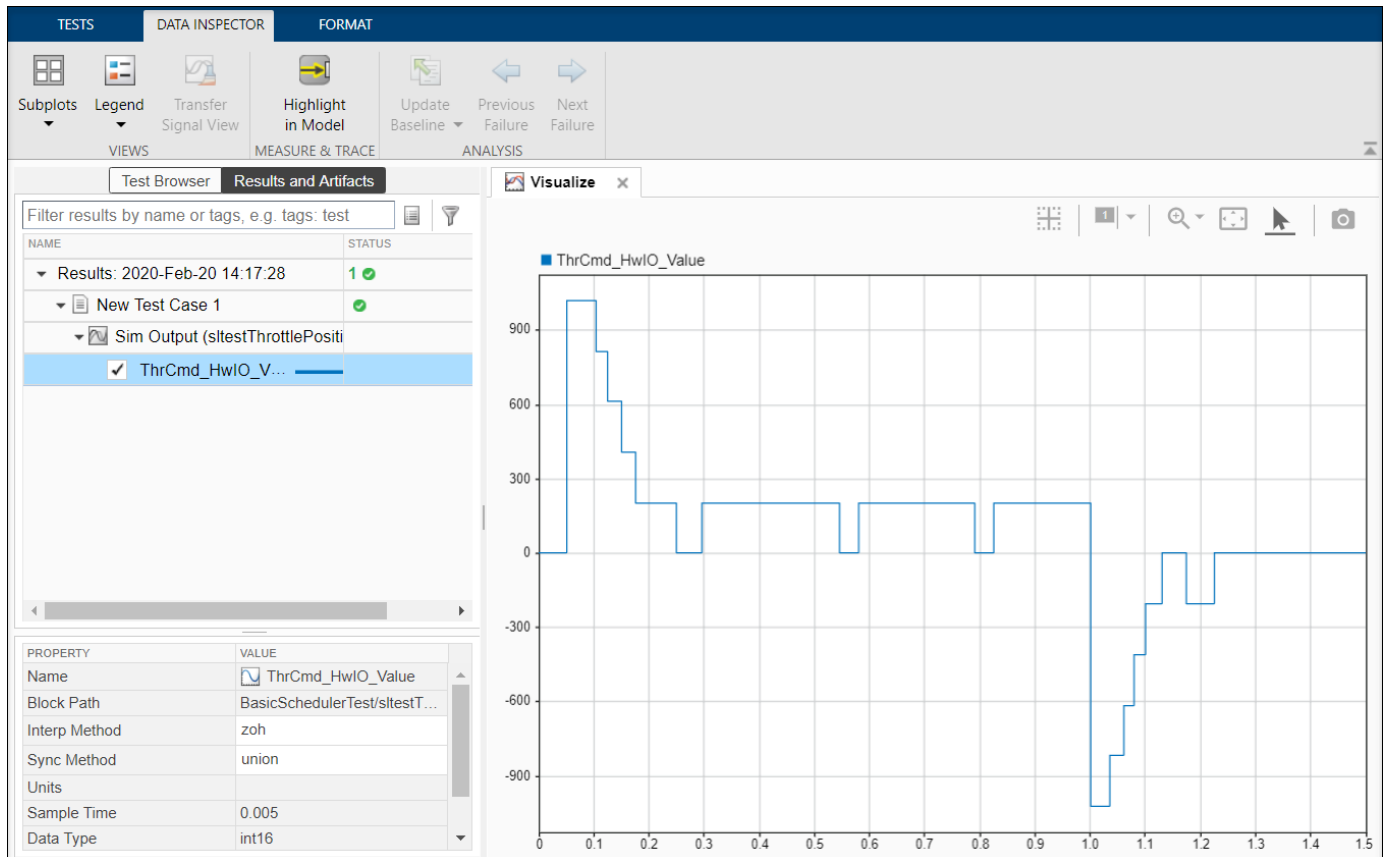 TESTS DATA INSPECTOR FORMAT
Subplots Legend Transfer Signal View Highlight in Model Update Baseline Previous Failure Next Failure
VIEWS MEASURE & TRACE ANALYSIS
Test Browser Results and Artifacts
Filter results by name or tags, e.g. tags: test
NAME STATUS
Results: 2020-Feb-20 14:17:28 1
New Test Case 1
Sim Output (sltestThrottlePositi
ThrCmd_HwIO_V...
PROPERTY VALUE
Name ThrCmd_HwIO_Value
Block Path BasicSchedulerTest/sltestT...
Interp Method zoh
Sync Method union
Units
Sample Time 0.005
Data Type int16
Visualize
1
ThrCmd_HwIO_Value
900
600
300
0
-300
-600
-900
0 0.1 0.2 0.3 0.4 0.5 0.6 0.7 0.8 0.9 1.0 1.1 1.2 1.3 1.4 1.5